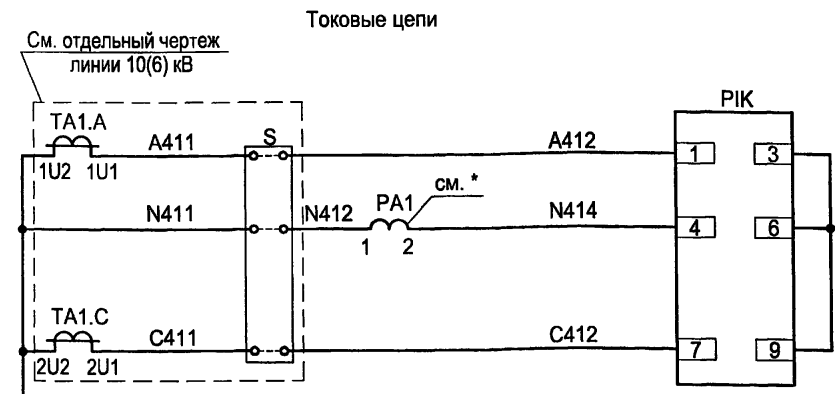 Токовые цепи
См. отдельный чертеж
линии 10(6) кВ
PIK
TA1.A
A411
S
A412
1
3
1U2 1U1
см. *
N411
N412
PA1
N414
4
6
1 2
TA1.C
C411
C412
7
9
2U2 2U1